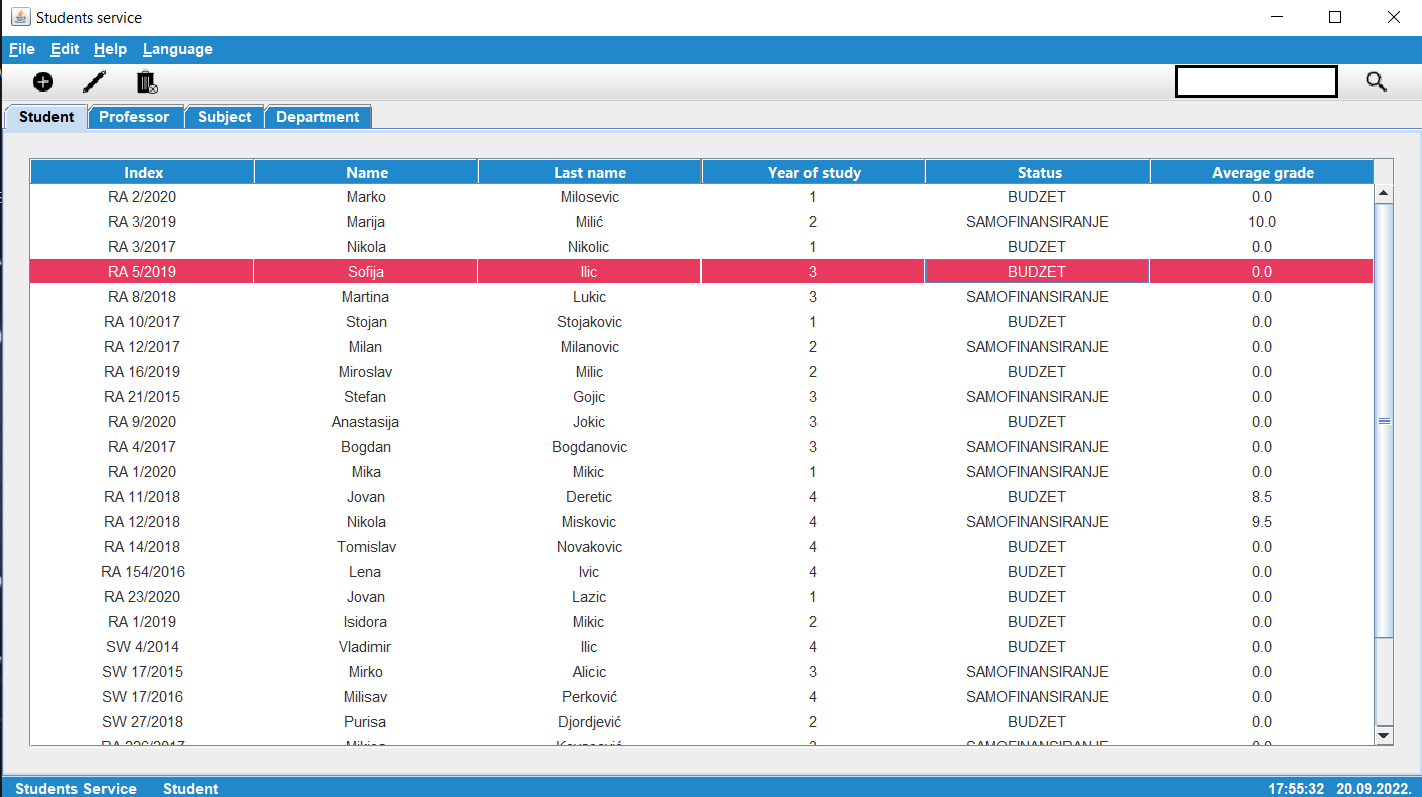 Students service
File Edit Help Language
Student Professor Subject Department
Index Name Last name Year of study Status Average grade
RA 2/2020 Marko Milosevic 1 BUDZET 0.0
RA 3/2019 Marija Milić 2 SAMOFINANSIRANJE 10.0
RA 3/2017 Nikola Nikolic 1 BUDZET 0.0
RA 5/2019 Sofija Ilic 3 BUDZET 0.0
RA 8/2018 Martina Lukic 3 SAMOFINANSIRANJE 0.0
RA 10/2017 Stojan Stojakovic 1 BUDZET 0.0
RA 12/2017 Milan Milanovic 2 SAMOFINANSIRANJE 0.0
RA 16/2019 Miroslav Milic 2 BUDZET 0.0
RA 21/2015 Stefan Gojic 3 SAMOFINANSIRANJE 0.0
RA 9/2020 Anastasija Jokic 3 BUDZET 0.0
RA 4/2017 Bogdan Bogdanovic 3 SAMOFINANSIRANJE 0.0
RA 1/2020 Mika Mikic 1 SAMOFINANSIRANJE 0.0
RA 11/2018 Jovan Deretic 4 BUDZET 8.5
RA 12/2018 Nikola Miskovic 4 SAMOFINANSIRANJE 9.5
RA 14/2018 Tomislav Novakovic 4 BUDZET 0.0
RA 154/2016 Lena Ivic 4 BUDZET 0.0
RA 23/2020 Jovan Lazic 1 BUDZET 0.0
RA 1/2019 Isidora Mikic 2 BUDZET 0.0
SW 4/2014 Vladimir Ilic 4 BUDZET 0.0
SW 17/2015 Mirko Alicic 3 SAMOFINANSIRANJE 0.0
SW 17/2016 Milisav Perković 4 SAMOFINANSIRANJE 0.0
SW 27/2018 Purisa Djordjević 2 BUDZET 0.0
SAMOFINANSIRANJE 0.0
Students Service Student 17:55:32 20.09.2022.